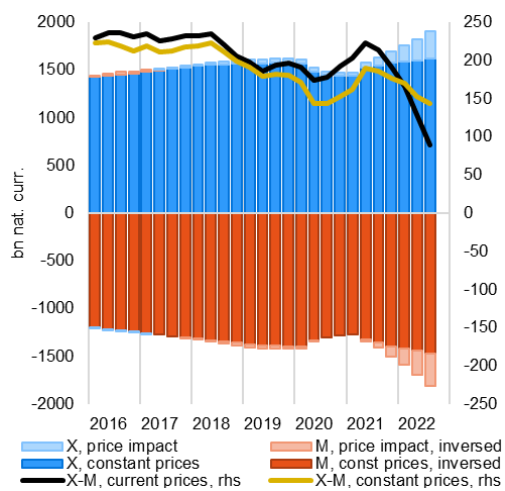 2000 250
1500 200
1000 150
500 100
0 50
-500 0
-1000 -50
-1500 -100
-2000 -150
-200
-250
bn nat. curr.
2016 2017 2018 2019 2020 2021 2022
X, price impact M, price impact, inversed
X, constant prices M, const prices, inversed
X-M, current prices, rhs X-M, constant prices, rhs